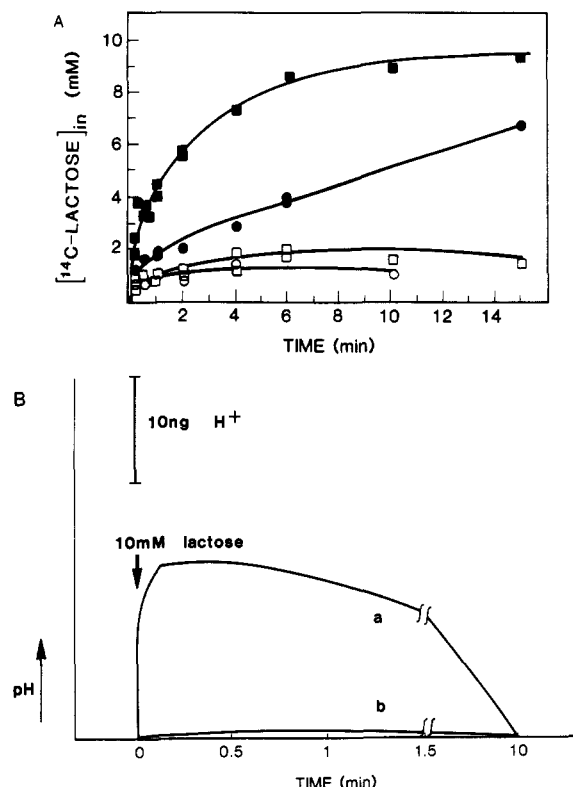 A
[¹⁴C-LACTOSE]in (mM)
10
8
6
4
2
0 2 4 6 8 10 12 14
TIME (min)
B
10ng H⁺
10mM lactose
a
b
pH
0 0.5 1 1.5 10
TIME (min)